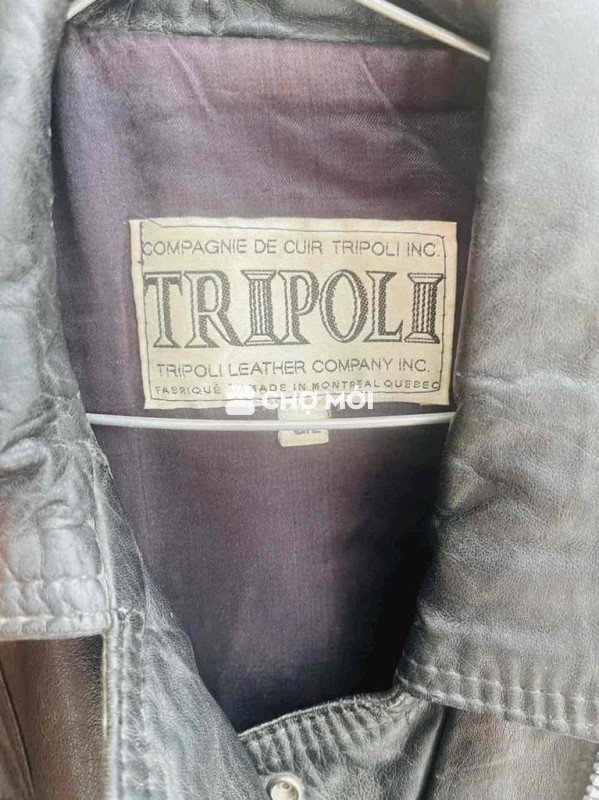 COMPAGNIE DE CUIR TRIPOLI INC.
TRIPOLI
TRIPOLI LEATHER COMPANY INC.
FABRIQUÉ MADE IN MONTREAL QUEBEC
CHỢ MỚI